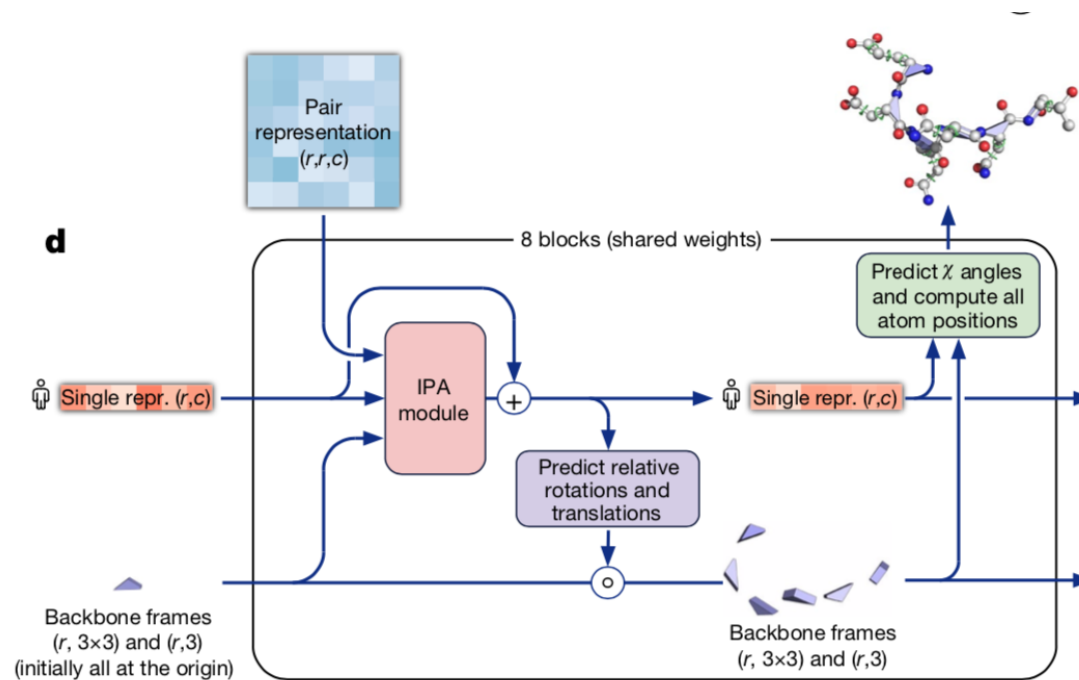 Pair
representation
(r,r,c)
d
8 blocks (shared weights)
Predict χ angles
and compute all
atom positions
Single repr. (r,c)
IPA
module
+
Single repr. (r,c)
Predict relative
rotations and
translations
Backbone frames
(r, 3×3) and (r,3)
(initially all at the origin)
Backbone frames
(r, 3×3) and (r,3)